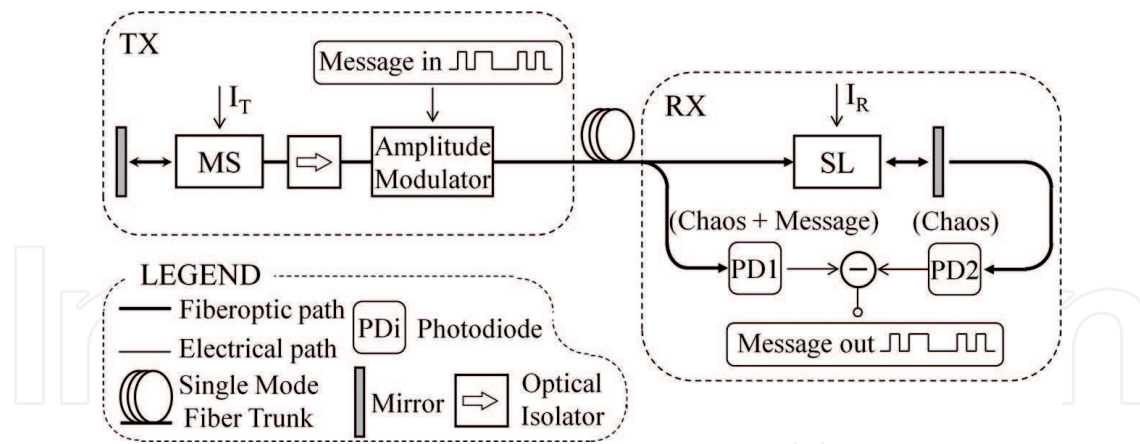 TX
Message in
I_T
MS
Amplitude
Modulator
RX
I_R
SL
(Chaos + Message)
(Chaos)
PD1
−
PD2
Message out
LEGEND
Fiberoptic path
PDi Photodiode
Electrical path
Single Mode
Fiber Trunk
Mirror
Optical
Isolator